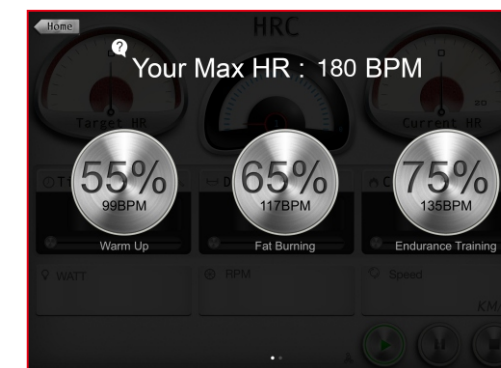 Home
HRC
?
Your Max HR : 180 BPM
Target HR
Current HR
55%
99BPM
Warm Up
65%
117BPM
Fat Burning
75%
135BPM
Endurance Training
WATT
RPM
Speed
KM